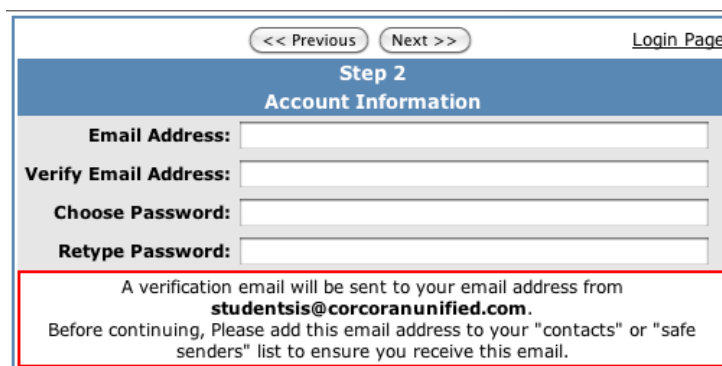 << Previous Next >> Login Page
Step 2
Account Information
Email Address:
Verify Email Address:
Choose Password:
Retype Password:
A verification email will be sent to your email address from
studentsis@corcoranunified.com.
Before continuing, Please add this email address to your "contacts" or "safe
senders" list to ensure you receive this email.